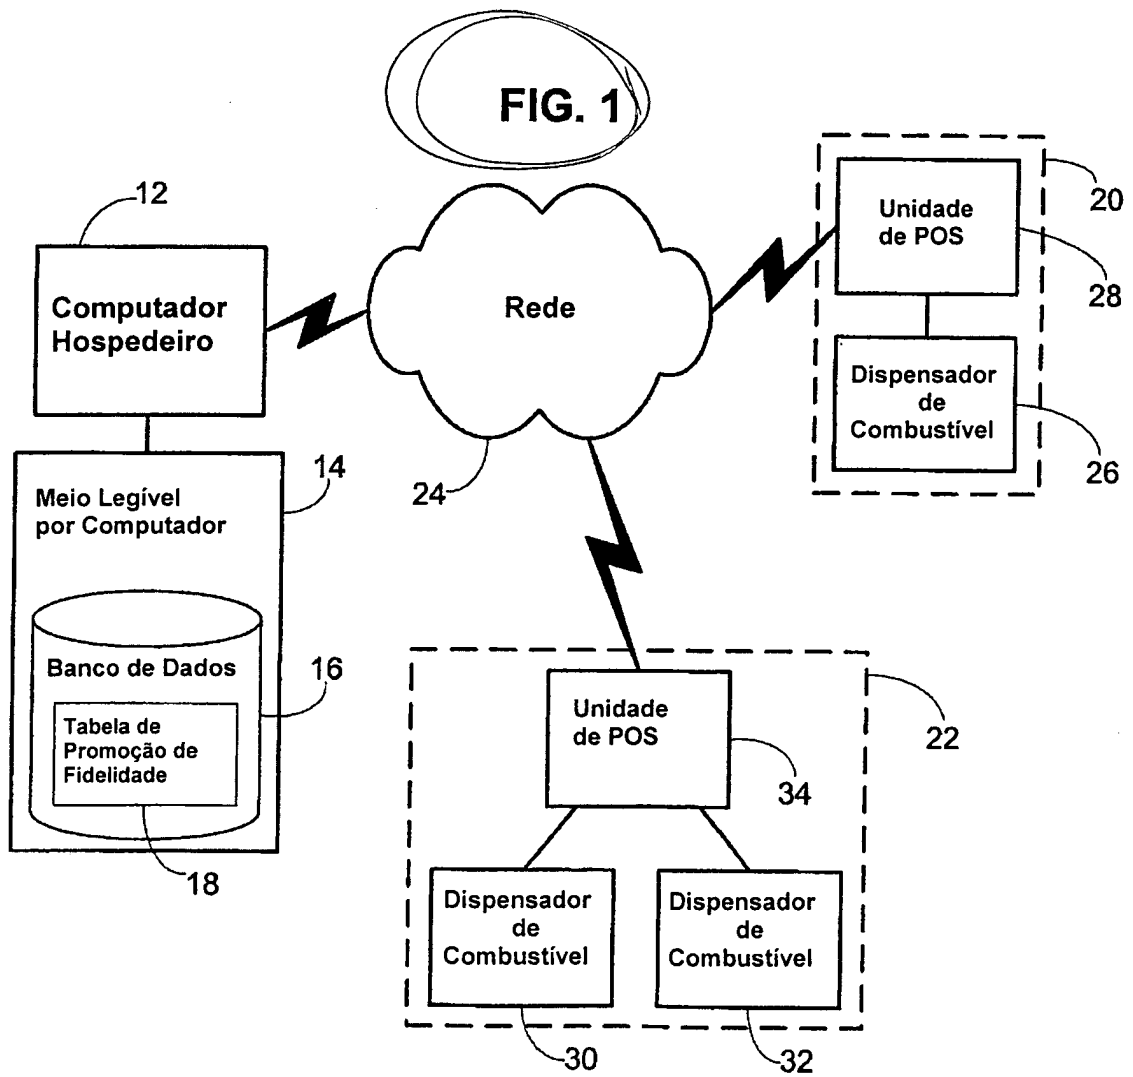 FIG. 1
12
Computador
Hospedeiro
Rede
24
Unidade
de POS
20
28
Dispensador
de
Combustível
26
Meio Legível
por Computador
14
Banco de Dados
16
Tabela de
Promoção de
Fidelidade
18
Unidade
de POS
22
34
Dispensador
de
Combustível
30
Dispensador
de
Combustível
32